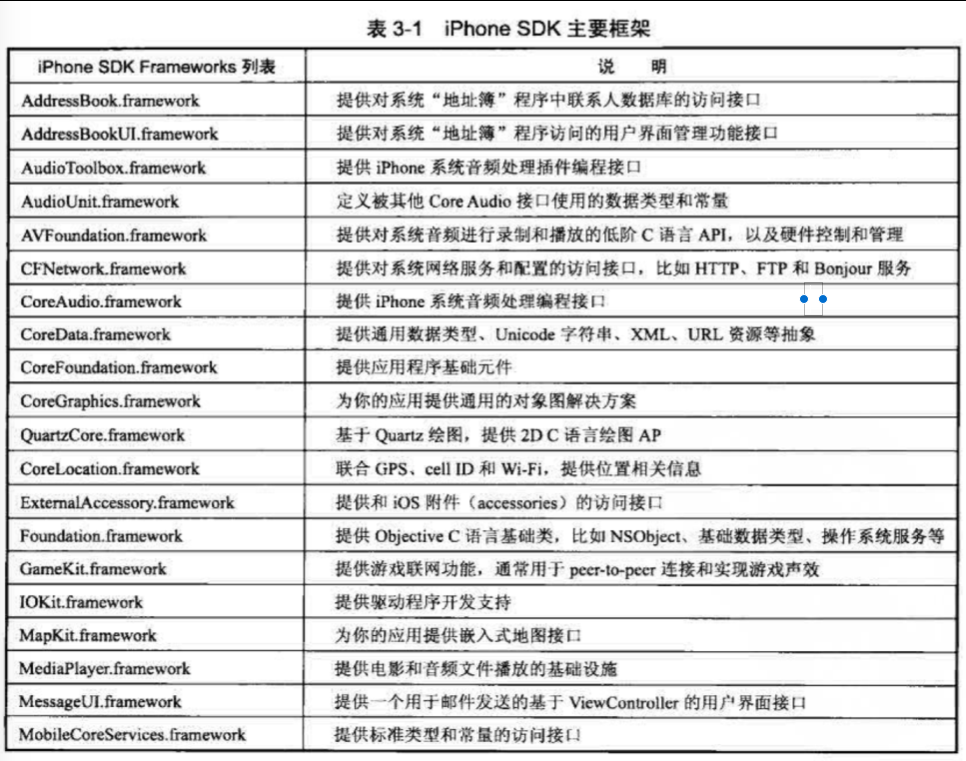 表 3-1 iPhone SDK 主要框架
iPhone SDK Frameworks 列表 说 明
AddressBook.framework 提供对系统“地址簿”程序中联系人数据库的访问接口
AddressBookUI.framework 提供对系统“地址簿”程序访问的用户界面管理功能接口
AudioToolbox.framework 提供 iPhone 系统音频处理插件编程接口
AudioUnit.framework 定义被其他 Core Audio 接口使用的数据类型和常量
AVFoundation.framework 提供对系统音频进行录制和播放的低阶 C 语言 API，以及硬件控制和管理
CFNetwork.framework 提供对系统网络服务和配置的访问接口，比如 HTTP、FTP 和 Bonjour 服务
CoreAudio.framework 提供 iPhone 系统音频处理编程接口
CoreData.framework 提供通用数据类型、Unicode 字符串、XML、URL 资源等抽象
CoreFoundation.framework 提供应用程序基础元件
CoreGraphics.framework 为你的应用提供通用的对象图解决方案
QuartzCore.framework 基于 Quartz 绘图，提供 2D C 语言绘图 AP
CoreLocation.framework 联合 GPS、cell ID 和 Wi-Fi，提供位置相关信息
ExternalAccessory.framework 提供和 iOS 附件（accessories）的访问接口
Foundation.framework 提供 Objective C 语言基础类，比如 NSObject、基础数据类型、操作系统服务等
GameKit.framework 提供游戏联网功能，通常用于 peer-to-peer 连接和实现游戏声效
IOKit.framework 提供驱动程序开发支持
MapKit.framework 为你的应用提供嵌入式地图接口
MediaPlayer.framework 提供电影和音频文件播放的基础设施
MessageUI.framework 提供一个用于邮件发送的基于 ViewController 的用户界面接口
MobileCoreServices.framework 提供标准类型和常量的访问接口